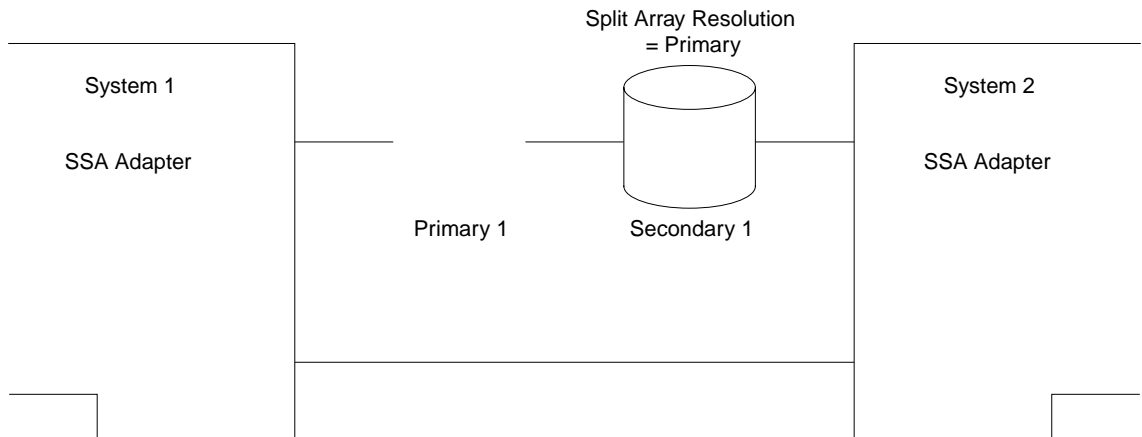 Split Array Resolution
= Primary
System 1
System 2
SSA Adapter
SSA Adapter
Primary 1
Secondary 1